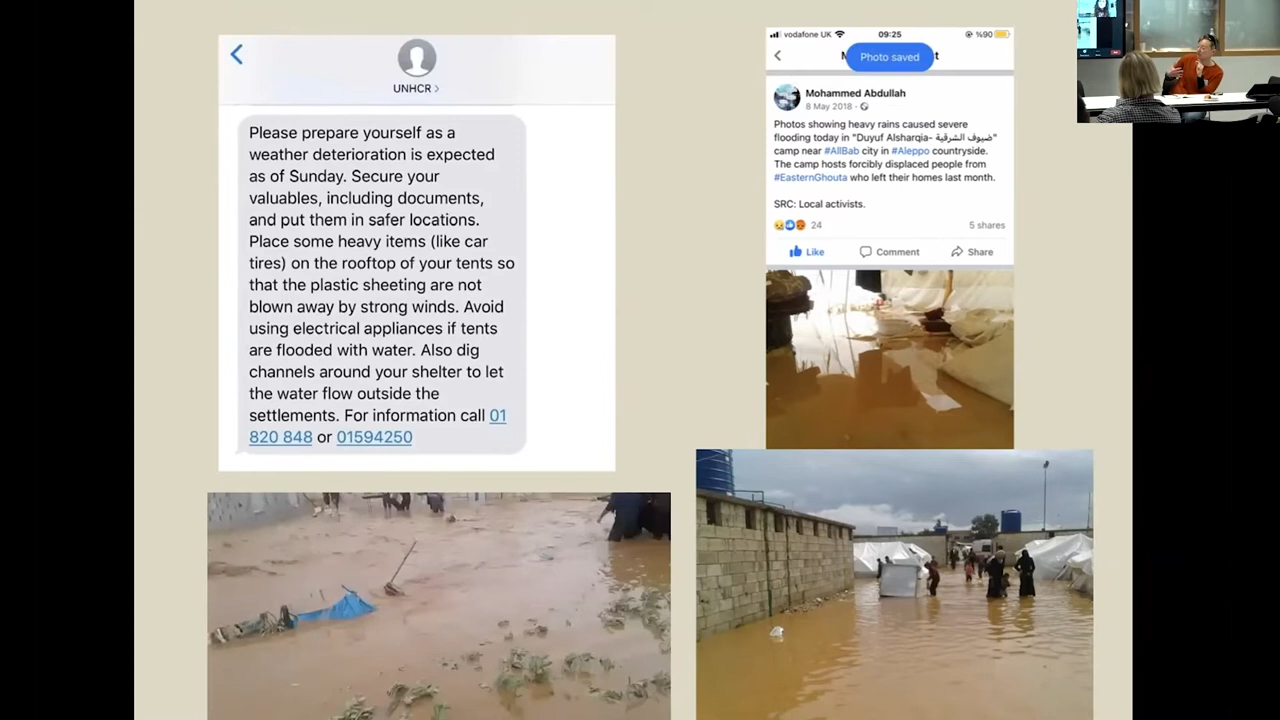 UNHCR >
Please prepare yourself as a
weather deterioration is expected
as of Sunday. Secure your
valuables, including documents,
and put them in safer locations.
Place some heavy items (like car
tires) on the rooftop of your tents so
that the plastic sheeting are not
blown away by strong winds. Avoid
using electrical appliances if tents
are flooded with water. Also dig
channels around your shelter to let
the water flow outside the
settlements. For information call 01
820 848 or 01594250
vodafone UK 09:25 %90
Photo saved
Mohammed Abdullah
8 May 2018 ·
Photos showing heavy rains caused severe
flooding today in "Duyuf Alsharqia- ضيوف الشرقية"
camp near #AllBab city in #Aleppo countryside.
The camp hosts forcibly displaced people from
#EasternGhouta who left their homes last month.
SRC: Local activists.
24 5 shares
Like Comment Share